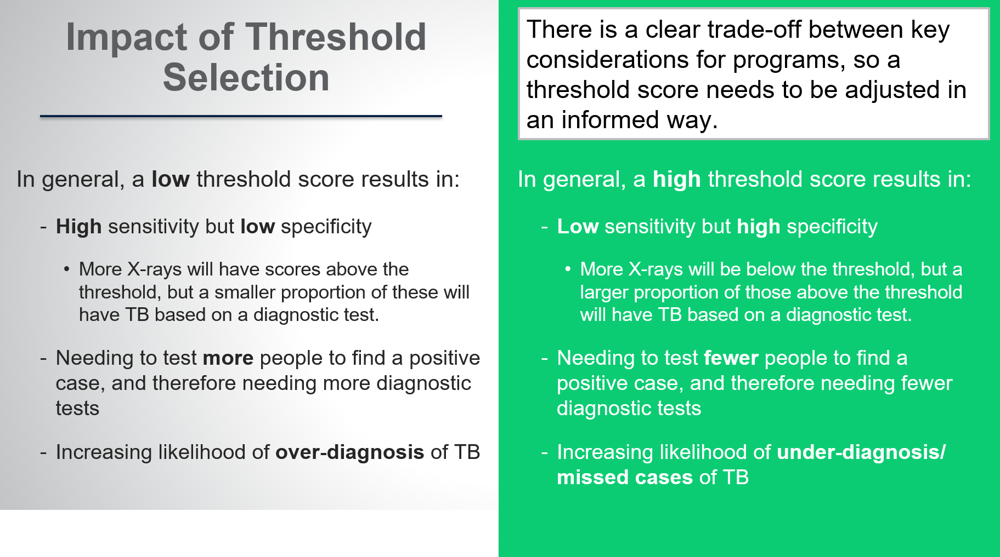 Impact of Threshold
Selection
In general, a low threshold score results in:
- High sensitivity but low specificity
• More X-rays will have scores above the
threshold, but a smaller proportion of these will
have TB based on a diagnostic test.
- Needing to test more people to find a positive
case, and therefore needing more diagnostic
tests
- Increasing likelihood of over-diagnosis of TB
There is a clear trade-off between key
considerations for programs, so a
threshold score needs to be adjusted in
an informed way.
In general, a high threshold score results in:
- Low sensitivity but high specificity
• More X-rays will be below the threshold, but a
larger proportion of those above the threshold
will have TB based on a diagnostic test.
- Needing to test fewer people to find a
positive case, and therefore needing fewer
diagnostic tests
- Increasing likelihood of under-diagnosis/
missed cases of TB